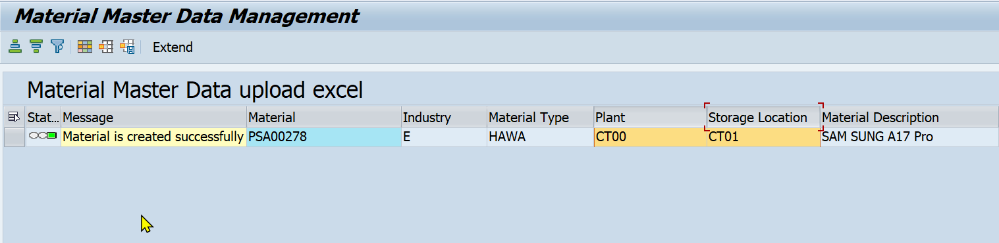 Material Master Data Management
Extend
Material Master Data upload excel
Stat... Message Material Industry Material Type Plant Storage Location Material Description
Material is created successfully PSA00278 E HAWA CT00 CT01 SAM SUNG A17 Pro